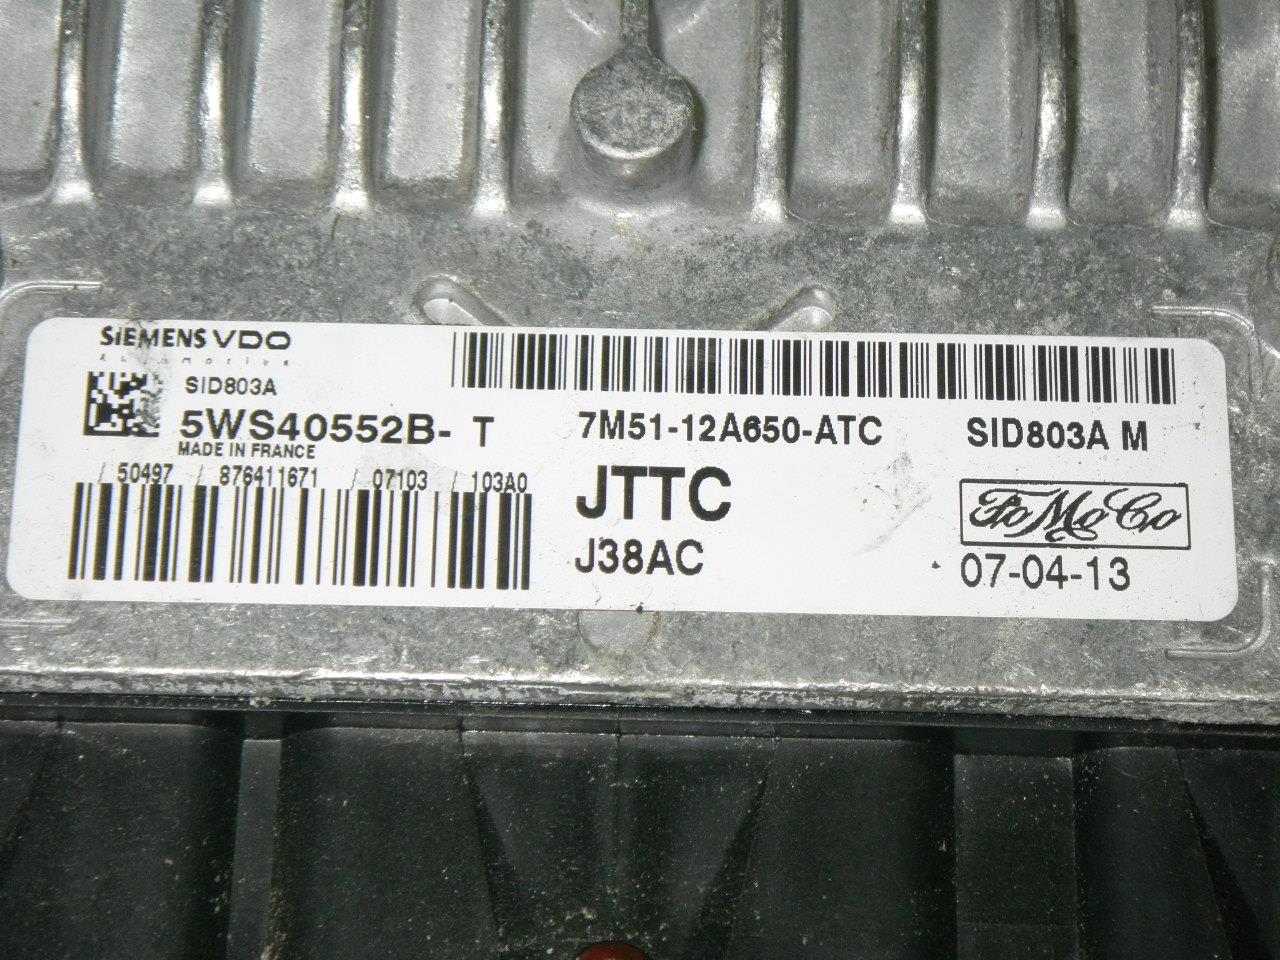 SIEMENS VDO
Automotive
SID803A
5WS40552B- T
MADE IN FRANCE
/ 50497 / 876411671 / 07103 / 103A0
7M51-12A650-ATC SID803A M
JTTC
J38AC
FoMoCo
07-04-13